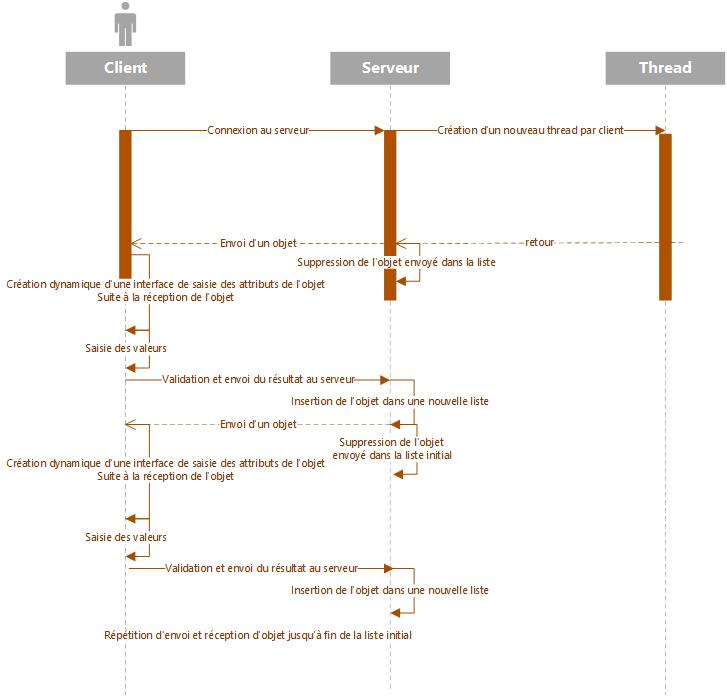 Client
Serveur
Thread
Connexion au serveur
Création d'un nouveau thread par client
Envoi d'un objet
retour
Suppression de l'objet envoyé dans la liste
Création dynamique d'une interface de saisie des attributs de l'objet
Suite à la réception de l'objet
Saisie des valeurs
Validation et envoi du résultat au serveur
Insertion de l'objet dans une nouvelle liste
Envoi d'un objet
Suppression de l'objet
envoyé dans la liste initial
Création dynamique d'une interface de saisie des attributs de l'objet
Suite à la réception de l'objet
Saisie des valeurs
Validation et envoi du résultat au serveur
Insertion de l'objet dans une nouvelle liste
Répétition d'envoi et réception d'objet jusqu'à fin de la liste initial